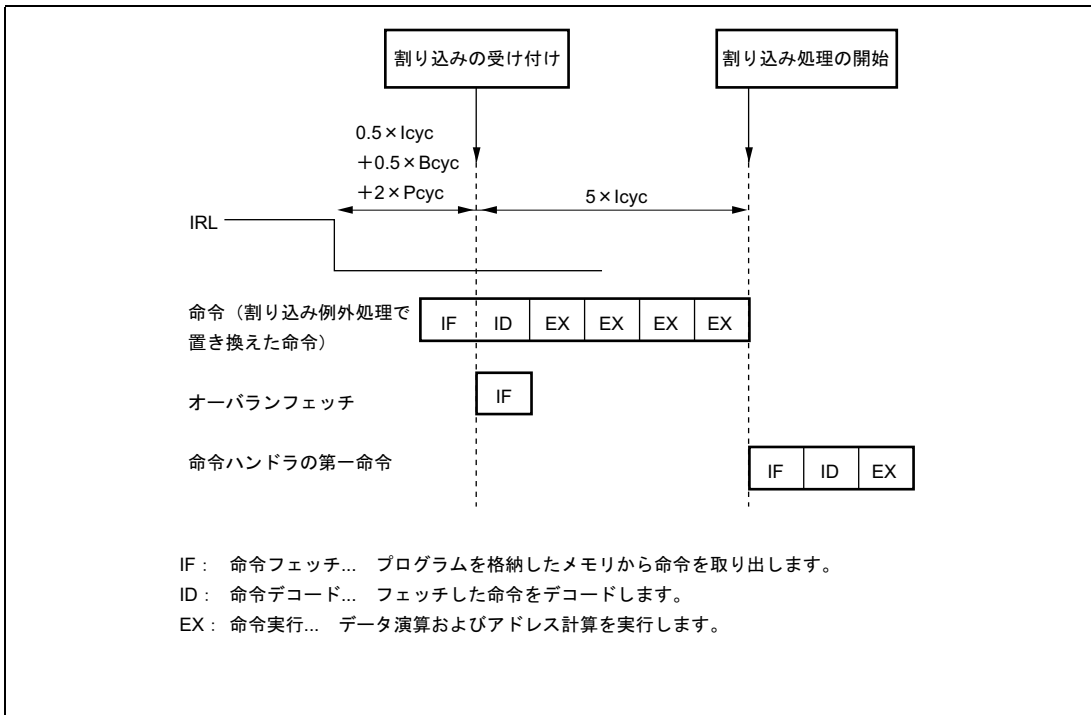 割り込みの受け付け
割り込み処理の開始
0.5×Icyc
+0.5×Bcyc
+2×Pcyc
5×Icyc
IRL
命令（割り込み例外処理で
置き換えた命令）
IF ID EX EX EX EX
オーバランフェッチ
IF
命令ハンドラの第一命令
IF ID EX
IF： 命令フェッチ... プログラムを格納したメモリから命令を取り出します。
ID： 命令デコード... フェッチした命令をデコードします。
EX： 命令実行... データ演算およびアドレス計算を実行します。